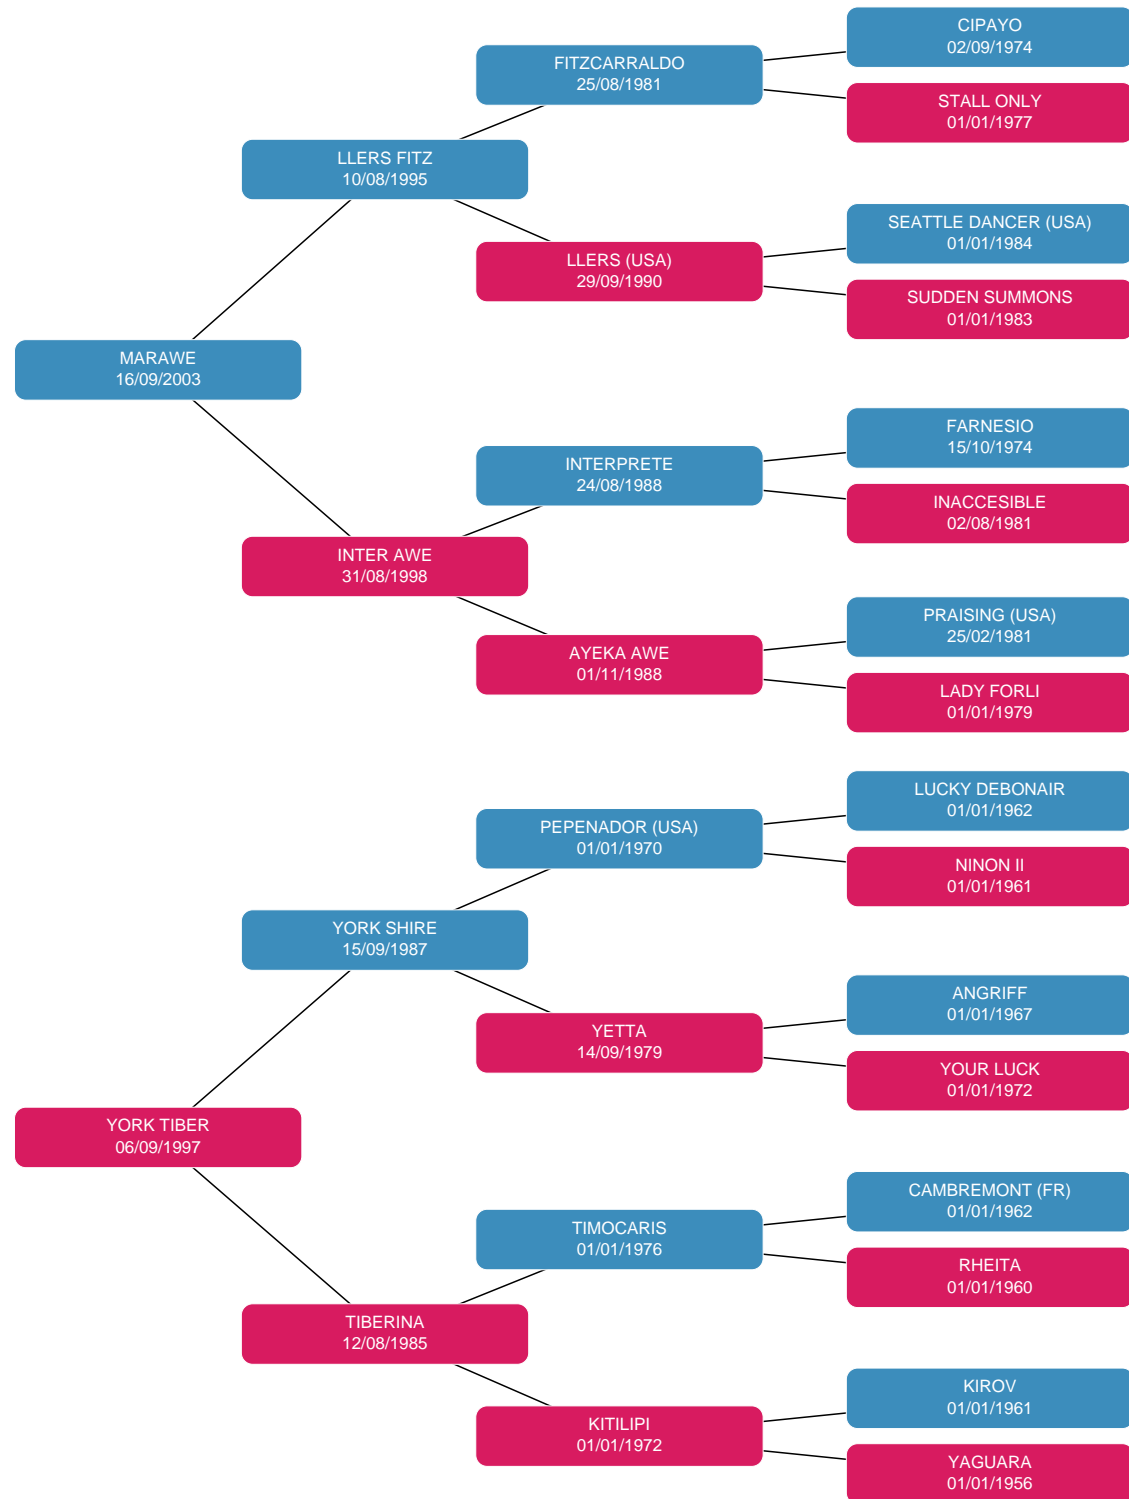 CIPAYO
02/09/1974
FITZCARRALDO
25/08/1981
STALL ONLY
01/01/1977
LLERS FITZ
10/08/1995
SEATTLE DANCER (USA)
01/01/1984
LLERS (USA)
29/09/1990
SUDDEN SUMMONS
01/01/1983
MARAWE
16/09/2003
FARNESIO
15/10/1974
INTERPRETE
24/08/1988
INACCESIBLE
02/08/1981
INTER AWE
31/08/1998
PRAISING (USA)
25/02/1981
AYEKA AWE
01/11/1988
LADY FORLI
01/01/1979
LUCKY DEBONAIR
01/01/1962
PEPENADOR (USA)
01/01/1970
NINON II
01/01/1961
YORK SHIRE
15/09/1987
ANGRIFF
01/01/1967
YETTA
14/09/1979
YOUR LUCK
01/01/1972
YORK TIBER
06/09/1997
CAMBREMONT (FR)
01/01/1962
TIMOCARIS
01/01/1976
RHEITA
01/01/1960
TIBERINA
12/08/1985
KIROV
01/01/1961
KITILIPI
01/01/1972
YAGUARA
01/01/1956